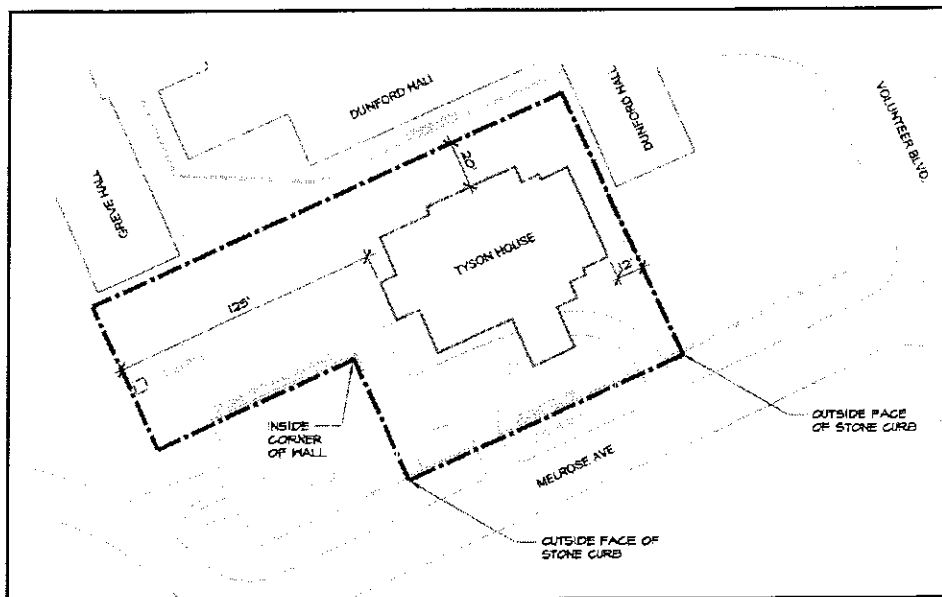 DUNFORD HALL
DUNFORD HALL
VOLUNTEER BLVD.
GREVE HALL
20'
TYSON HOUSE
12'
125'
INSIDE
CORNER
OF WALL
OUTSIDE FACE
OF STONE CURB
MELROSE AVE
OUTSIDE FACE OF
STONE CURB